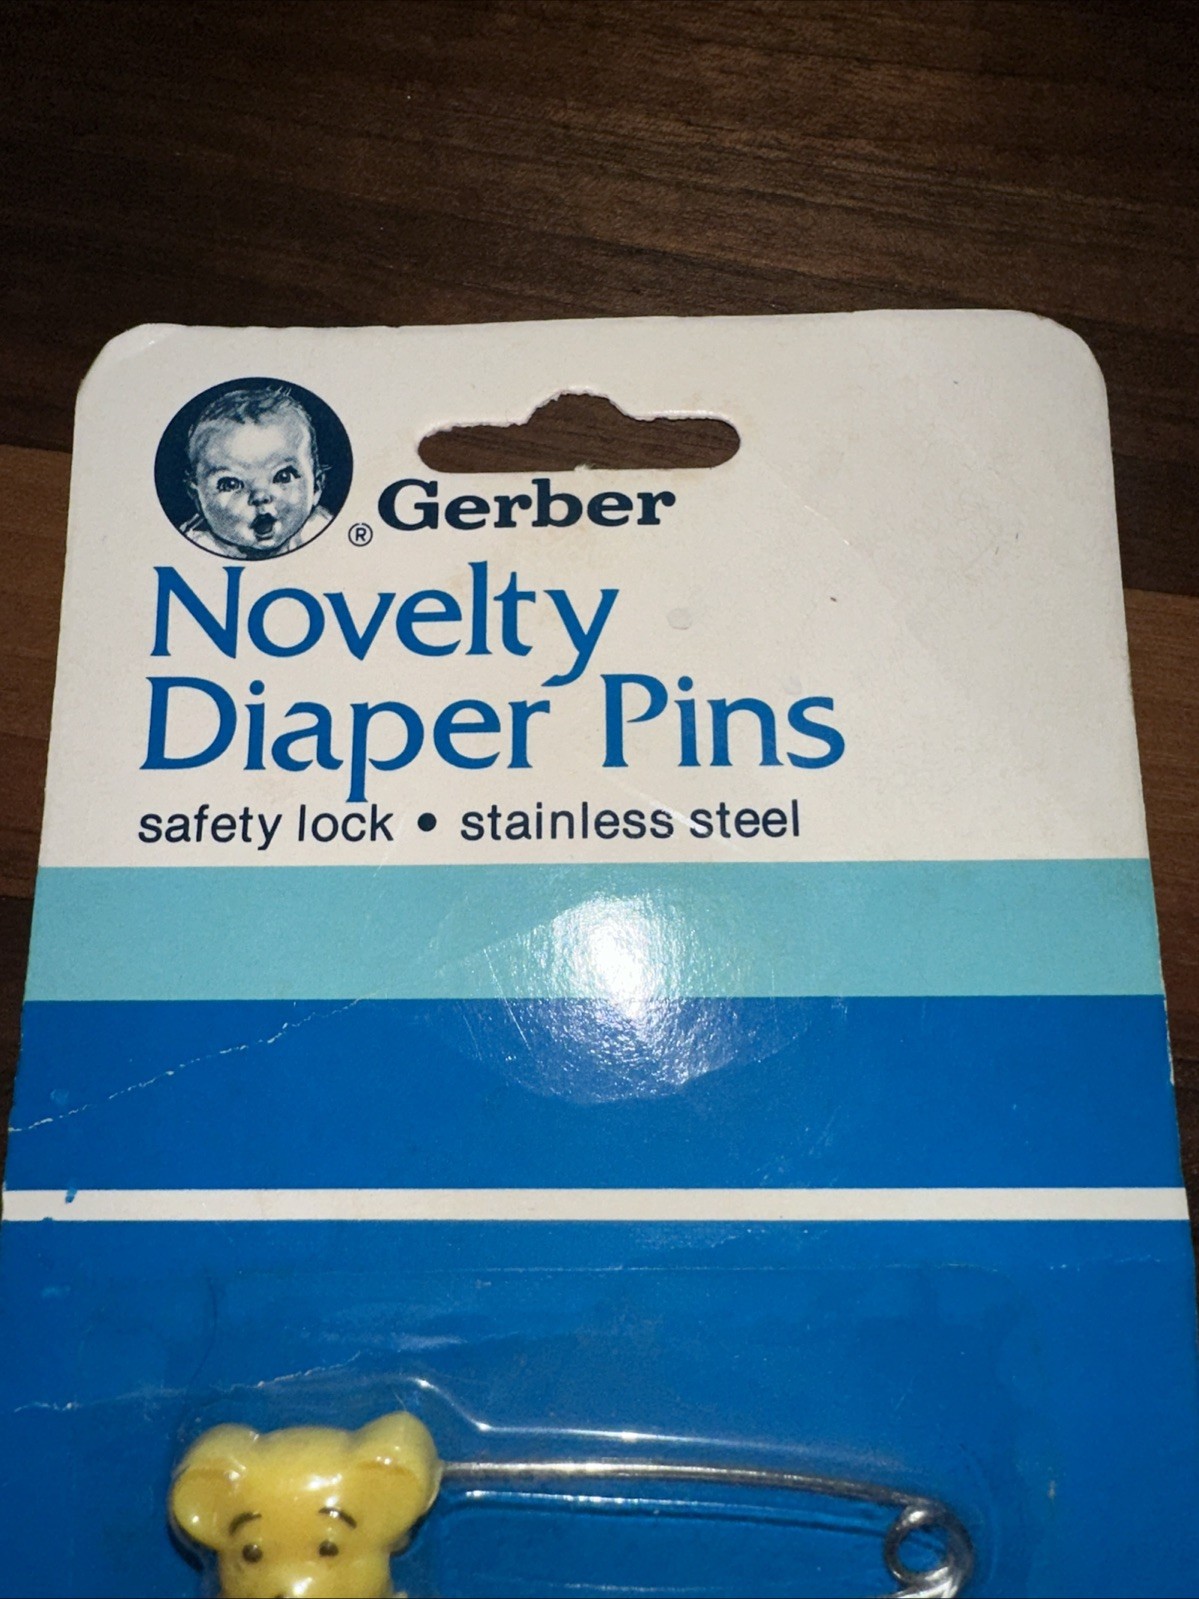 ® Gerber
Novelty
Diaper Pins
safety lock • stainless steel